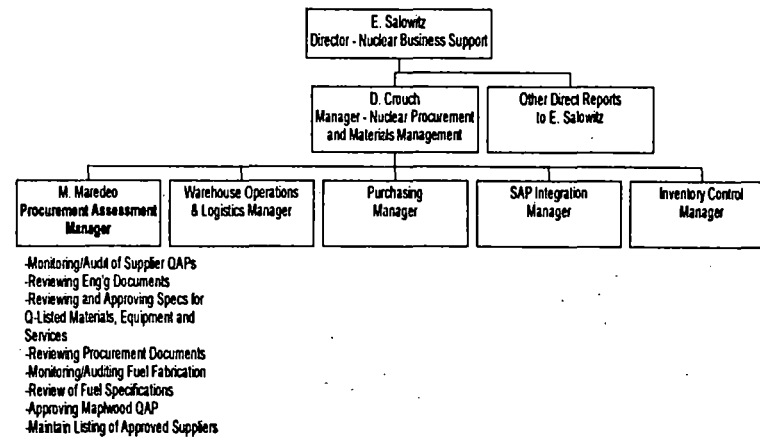 E. Salowitz
Director - Nuclear Business Support
D. Crouch
Manager - Nuclear Procurement
and Materials Management
Other Direct Reports
to E. Salowitz
M. Maredeo
Procurement Assessment
Manager
Warehouse Operations
& Logistics Manager
Purchasing
Manager
SAP Integration
Manager
Inventory Control
Manager
-Monitoring/Audit of Supplier QAPs
-Reviewing Eng'g Documents
-Reviewing and Approving Specs for
Q-Listed Materials, Equipment and
Services
-Reviewing Procurement Documents
-Monitoring/Auditing Fuel Fabrication
-Review of Fuel Specifications
-Approving Maplwood QAP
-Maintain Listing of Approved Suppliers